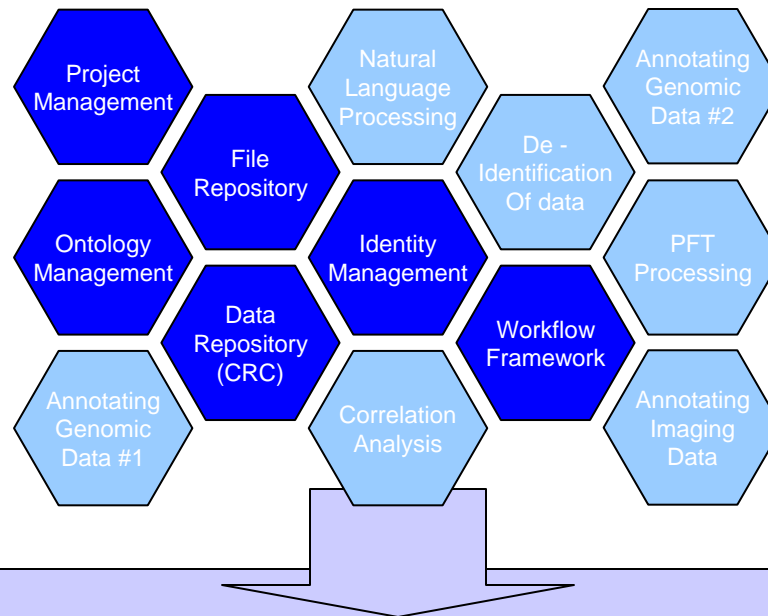 Project
Management
Natural
Language
Processing
Annotating
Genomic
Data #2
File
Repository
De -
Identification
Of data
Ontology
Management
Identity
Management
PFT
Processing
Data
Repository
(CRC)
Workflow
Framework
Annotating
Genomic
Data #1
Correlation
Analysis
Annotating
Imaging
Data